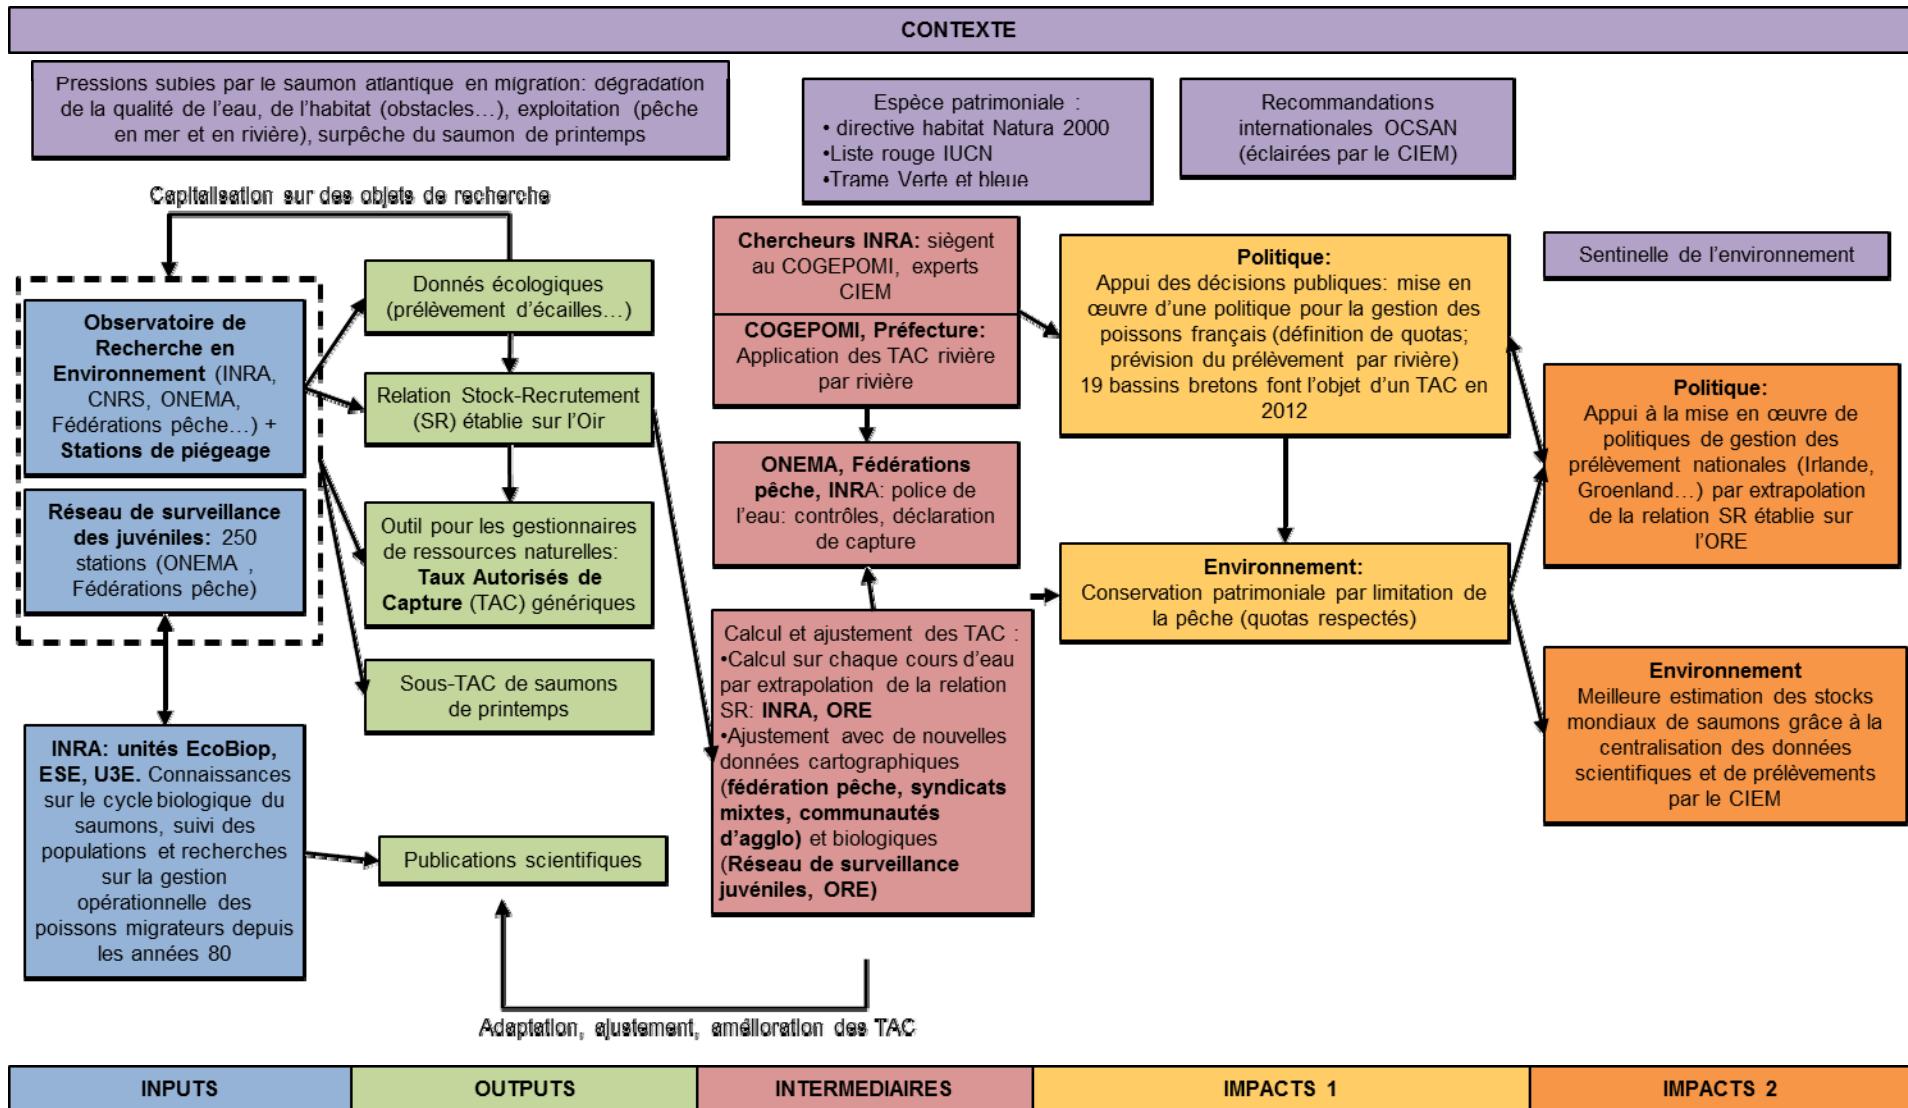 CONTEXTE
Pressions subies par le saumon atlantique en migration: dégradation
de la qualité de l'eau, de l'habitat (obstacles…), exploitation (pêche
en mer et en rivière), surpêche du saumon de printemps
Espèce patrimoniale :
• directive habitat Natura 2000
•Liste rouge IUCN
•Trame Verte et bleue
Recommandations
internationales OCSAN
(éclairées par le CIEM)
Sentinelle de l'environnement
Capitalisation sur des objets de recherche
Observatoire de
Recherche en
Environnement (INRA,
CNRS, ONEMA,
Fédérations pêche…) +
Stations de piégeage
Réseau de surveillance
des juvéniles: 250
stations (ONEMA ,
Fédérations pêche)
INRA: unités EcoBiop,
ESE, U3E. Connaissances
sur le cycle biologique du
saumons, suivi des
populations et recherches
sur la gestion
opérationnelle des
poissons migrateurs depuis
les années 80
Donnés écologiques
(prélèvement d'écailles…)
Relation Stock-Recrutement
(SR) établie sur l'Oir
Outil pour les gestionnaires
de ressources naturelles:
Taux Autorisés de
Capture (TAC) génériques
Sous-TAC de saumons
de printemps
Publications scientifiques
Chercheurs INRA: siègent
au COGEPOMI, experts
CIEM
COGEPOMI, Préfecture:
Application des TAC rivière
par rivière
ONEMA, Fédérations
pêche, INRA: police de
l'eau: contrôles, déclaration
de capture
Calcul et ajustement des TAC :
•Calcul sur chaque cours d'eau
par extrapolation de la relation
SR: INRA, ORE
•Ajustement avec de nouvelles
données cartographiques
(fédération pêche, syndicats
mixtes, communautés
d'agglo) et biologiques
(Réseau de surveillance
juvéniles, ORE)
Adaptation, ajustement, amélioration des TAC
Politique:
Appui des décisions publiques: mise en
œuvre d'une politique pour la gestion des
poissons français (définition de quotas;
prévision du prélèvement par rivière)
19 bassins bretons font l'objet d'un TAC en
2012
Environnement:
Conservation patrimoniale par limitation de
la pêche (quotas respectés)
Politique:
Appui à la mise en œuvre de
politiques de gestion des
prélèvement nationales (Irlande,
Groenland…) par extrapolation
de la relation SR établie sur
l'ORE
Environnement
Meilleure estimation des stocks
mondiaux de saumons grâce à la
centralisation des données
scientifiques et de prélèvements
par le CIEM
INPUTS
OUTPUTS
INTERMEDIAIRES
IMPACTS 1
IMPACTS 2